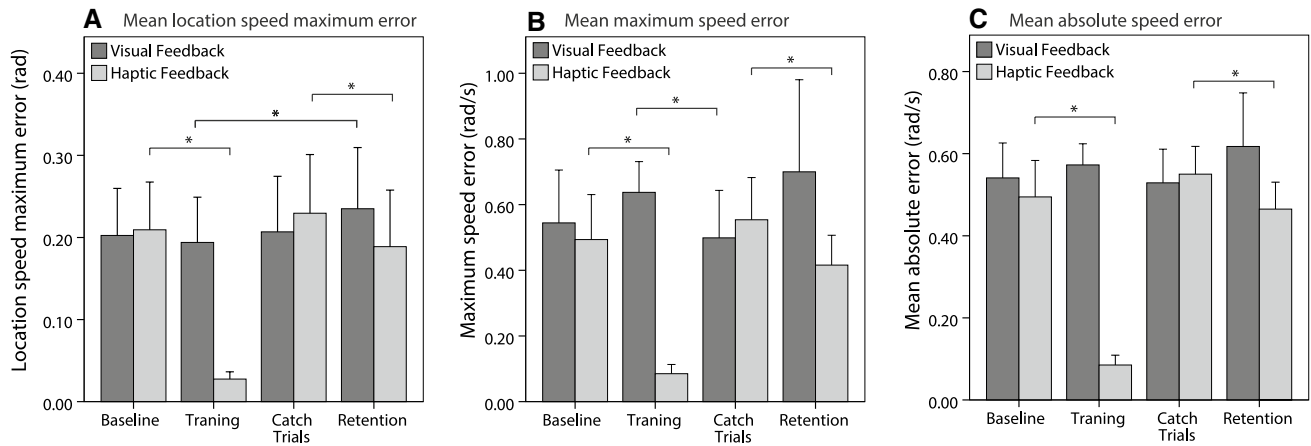 A Mean location speed maximum error
Visual Feedback
Haptic Feedback
Location speed maximum error (rad)
0.40
0.30
0.20
0.10
0.00
*
*
*
Baseline
Traning
Catch
Trials
Retention
B Mean maximum speed error
Visual Feedback
Haptic Feedback
Maximum speed error (rad/s)
1.00
0.80
0.60
0.40
0.20
0.00
*
*
*
Baseline
Traning
Catch
Trials
Retention
C Mean absolute speed error
Visual Feedback
Haptic Feedback
Mean absolute error (rad/s)
0.80
0.60
0.40
0.20
0.00
*
*
Baseline
Traning
Catch
Trials
Retention